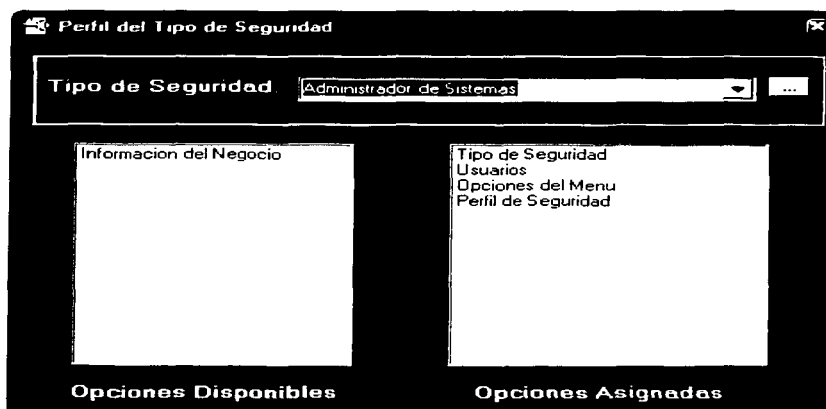 Perfil del Tipo de Seguridad
Tipo de Seguridad
Administrador de Sistemas
...
Informacion del Negocio
Tipo de Seguridad
Usuarios
Opciones del Menu
Perfil de Seguridad
Opciones Disponibles
Opciones Asignadas